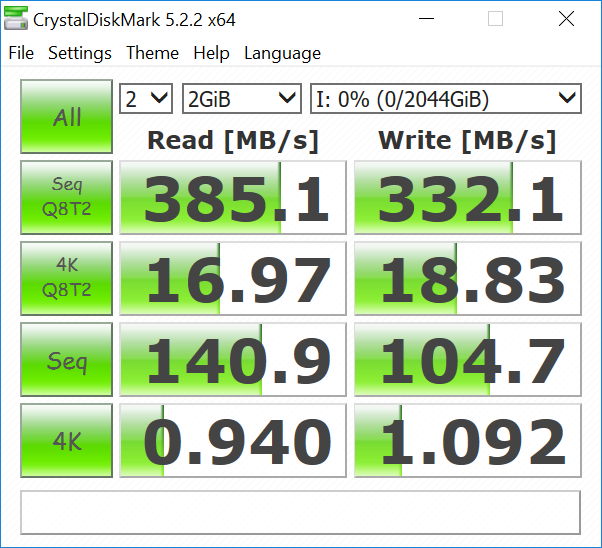 CrystalDiskMark 5.2.2 x64
File Settings Theme Help Language
All 2 2GiB I: 0% (0/2044GiB)
Read [MB/s] Write [MB/s]
Seq
Q8T2 385.1 332.1
4K
Q8T2 16.97 18.83
Seq 140.9 104.7
4K 0.940 1.092